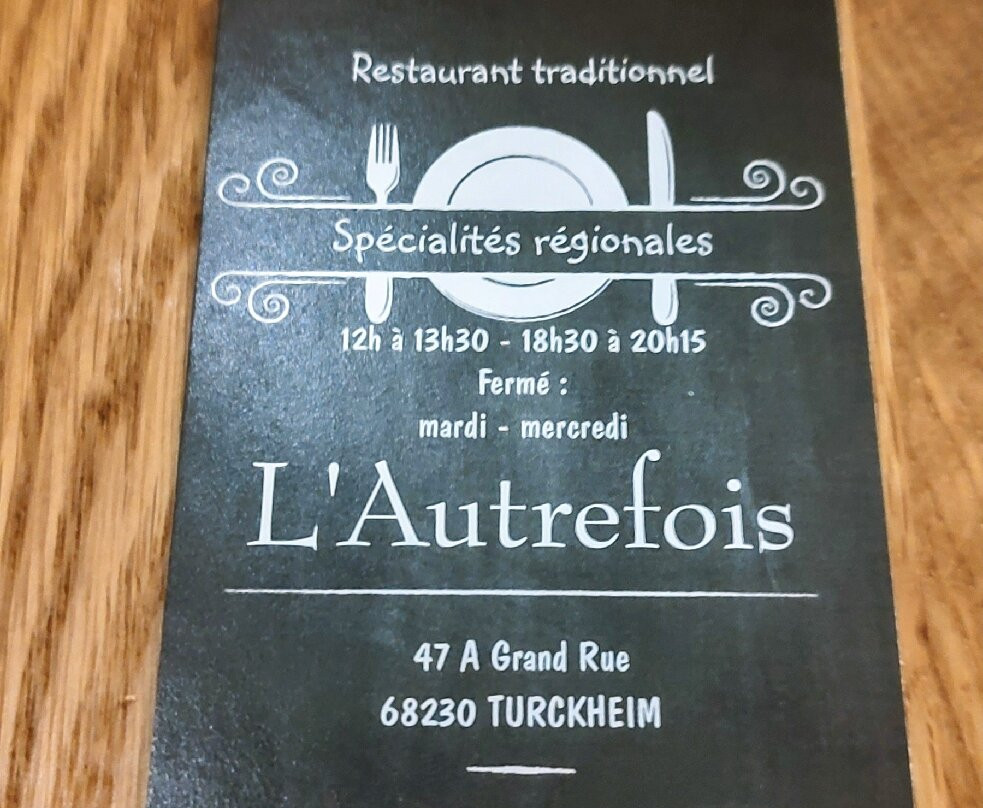 Restaurant traditionnel
Spécialités régionales
12h à 13h30 - 18h30 à 20h15
Fermé :
mardi - mercredi
L'Autrefois
47 A Grand Rue
68230 TURCKHEIM